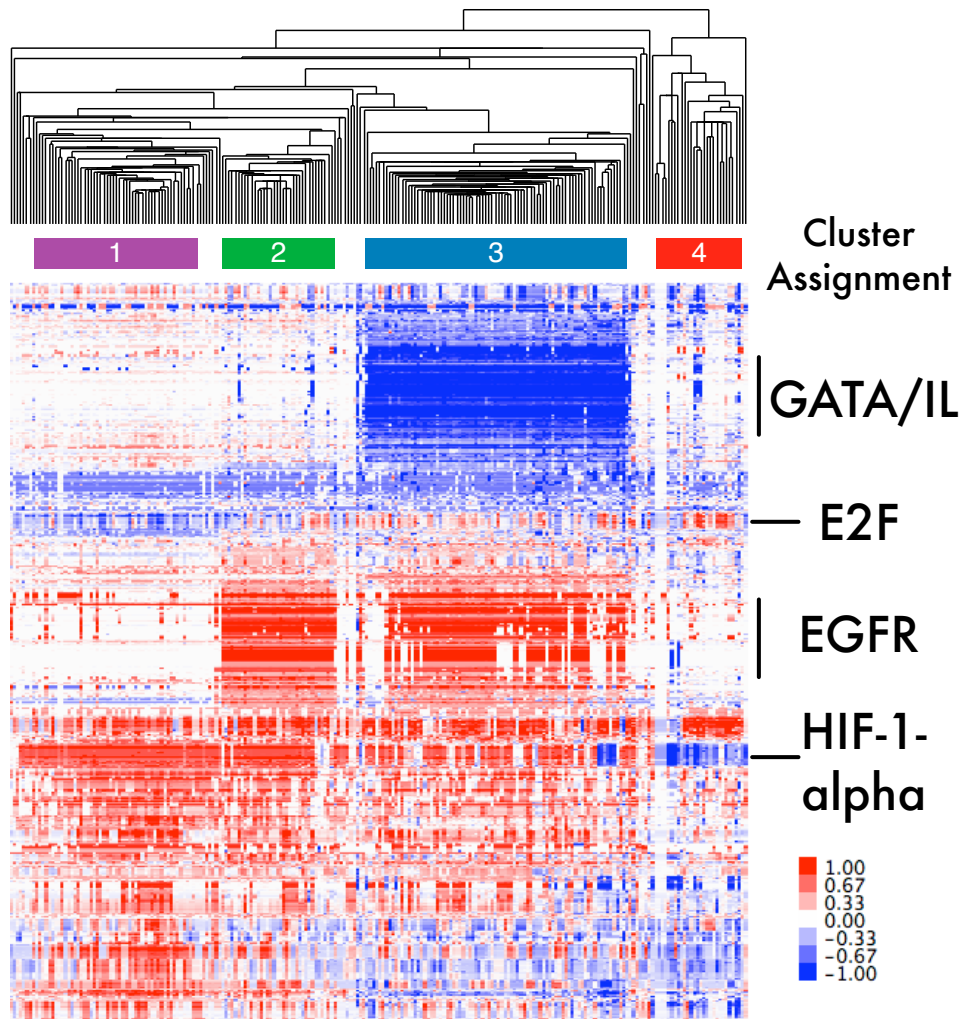 1 2 3 4
Cluster
Assignment
GATA/IL
E2F
EGFR
HIF-1-
alpha
1.00
0.67
0.33
0.00
-0.33
-0.67
-1.00